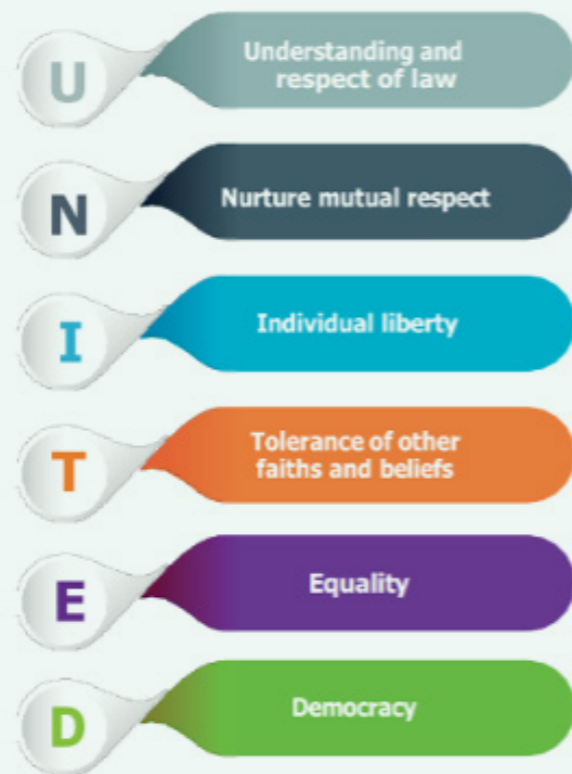 U
Understanding and
respect of law
N
Nurture mutual respect
I
Individual liberty
T
Tolerance of other
faiths and beliefs
E
Equality
D
Democracy